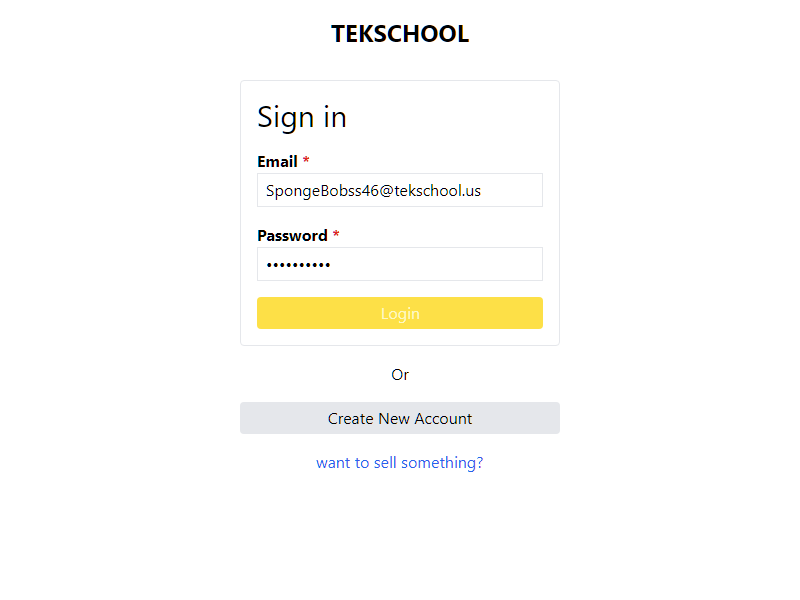 TEKSCHOOL
Sign in
Email *
SpongeBobss46@tekschool.us
Password *
••••••••••
Login
Or
Create New Account
want to sell something?